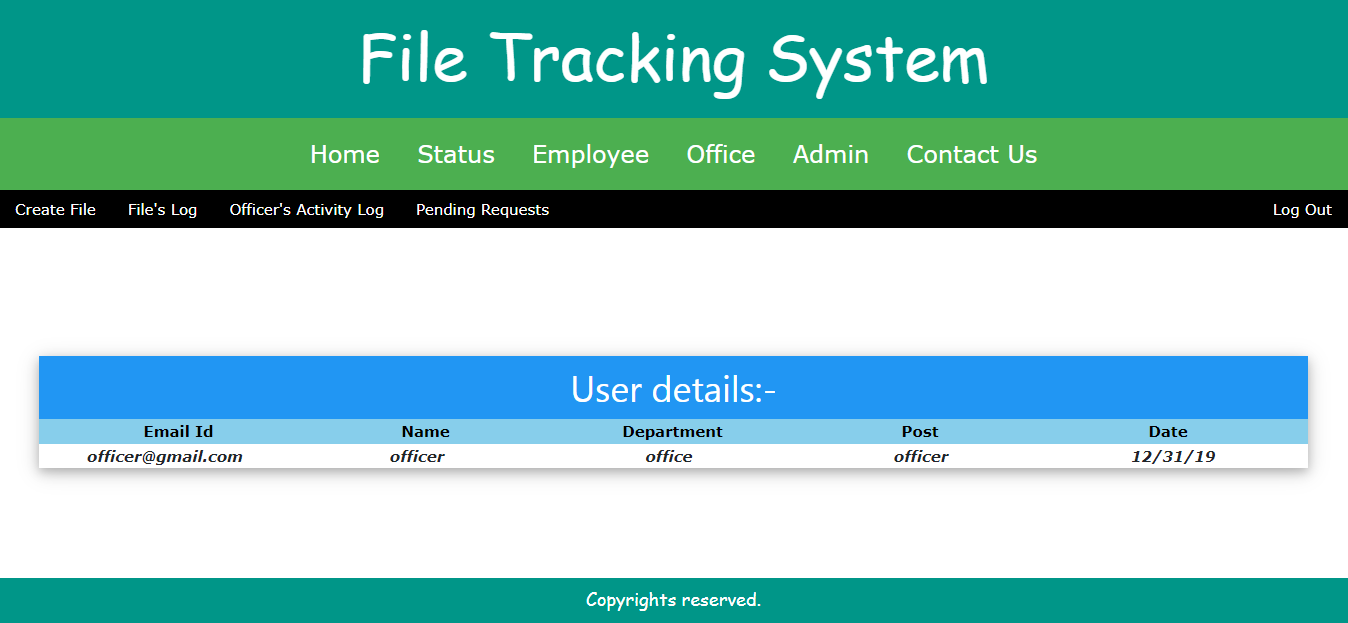 File Tracking System
Home Status Employee Office Admin Contact Us
Create File File's Log Officer's Activity Log Pending Requests Log Out
User details:-
Email Id Name Department Post Date
officer@gmail.com officer office officer 12/31/19
Copyrights reserved.